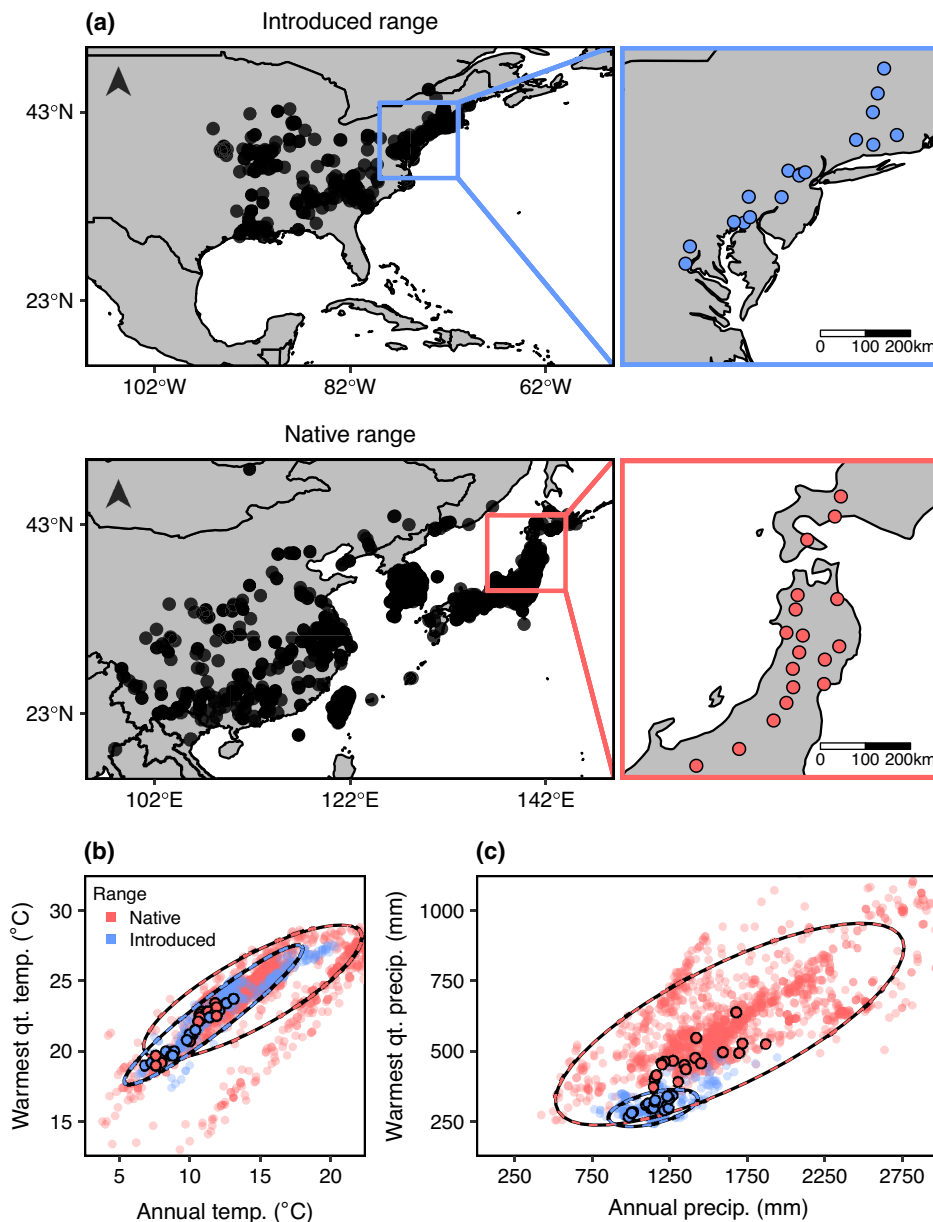 (a)
Introduced range
43°N
23°N
102°W
82°W
62°W
0
100 200km
Native range
43°N
23°N
102°E
122°E
142°E
0
100 200km
(b)
Warmest qt. temp. (°C)
30
25
20
15
Range
Native
Introduced
5
10
15
20
Annual temp. (°C)
(c)
Warmest qt. precip. (mm)
1000
750
500
250
250
750
1250
1750
2250
2750
Annual precip. (mm)